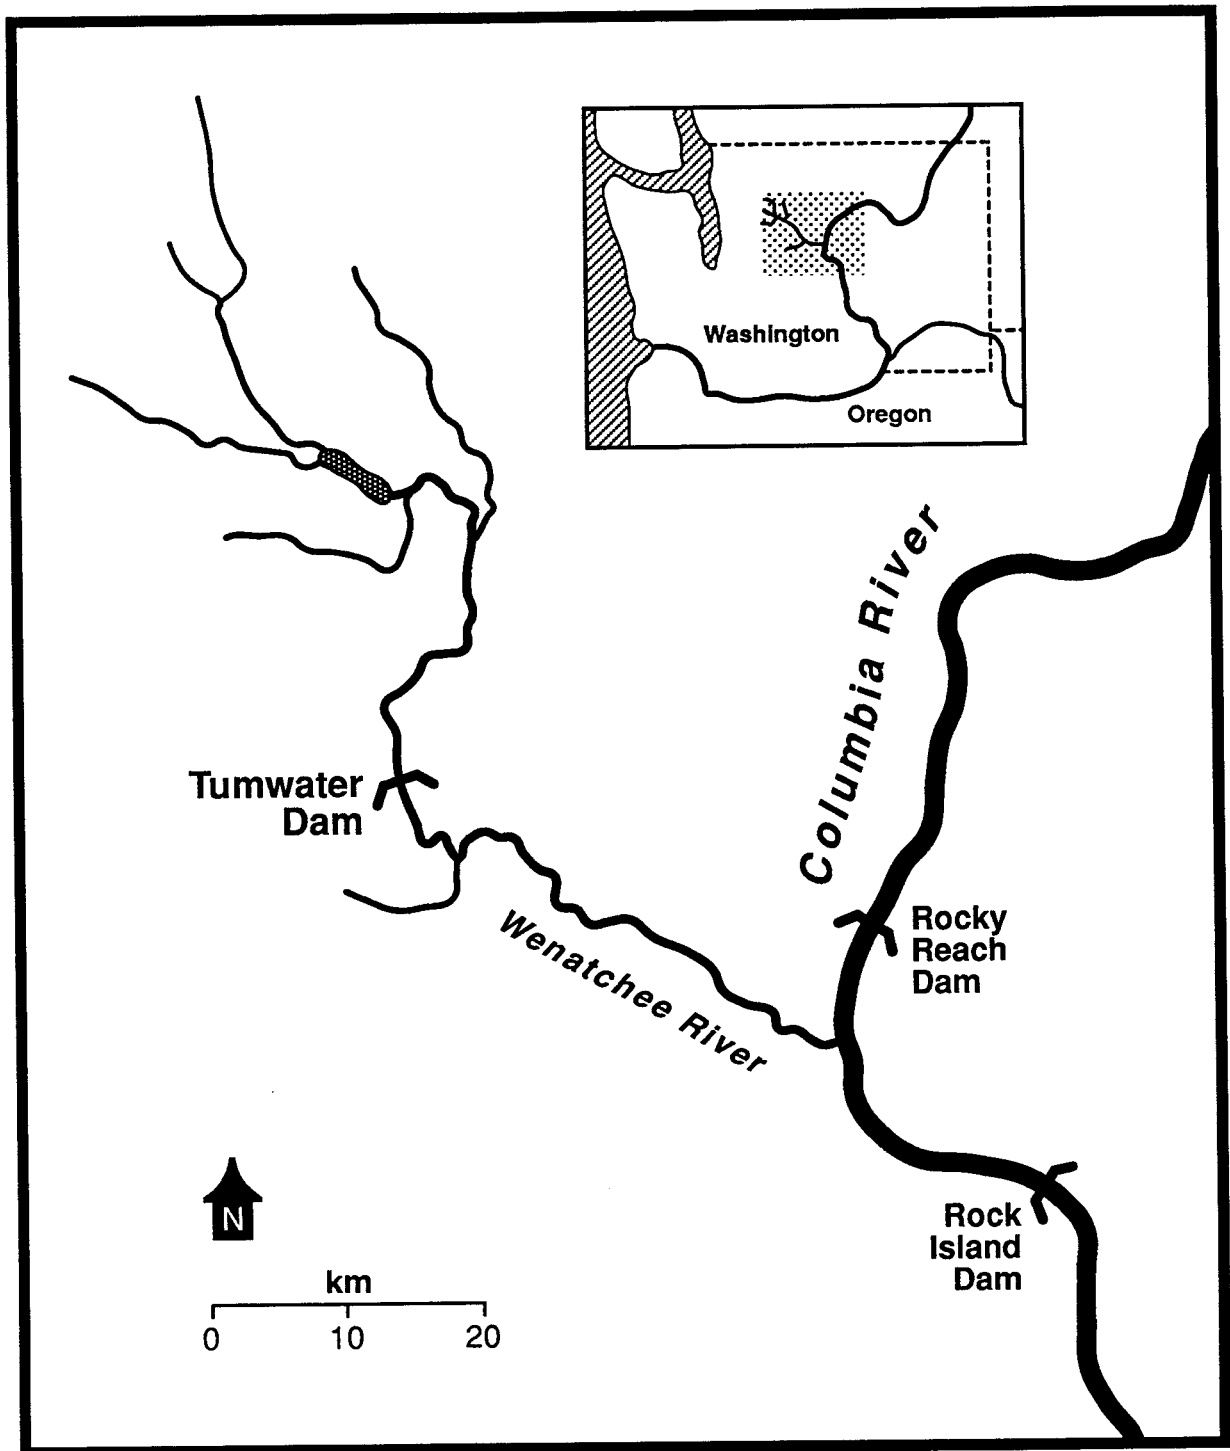 Washington
Oregon
Columbia River
Tumwater
Dam
Rocky
Reach
Dam
Wenatchee River
Rock
Island
Dam
N
km
0 10 20